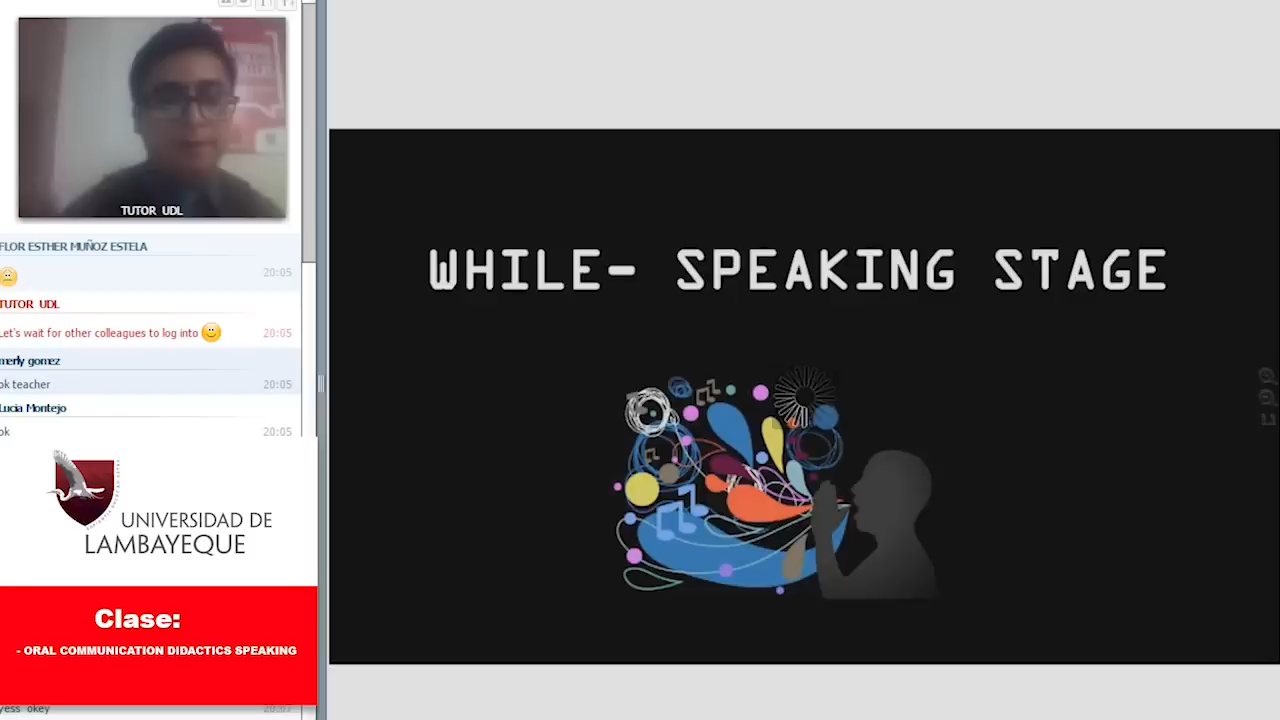 TUTOR UDL
FLOR ESTHER MUÑOZ ESTELA
20:05
TUTOR UDL
Let's wait for other colleagues to log into
20:05
merly gomez
ok teacher
20:05
Lucia Montejo
ok
20:05
UNIVERSIDAD DE
LAMBAYEQUE
Clase:
- ORAL COMMUNICATION DIDACTICS SPEAKING
yess okey
WHILE- SPEAKING STAGE